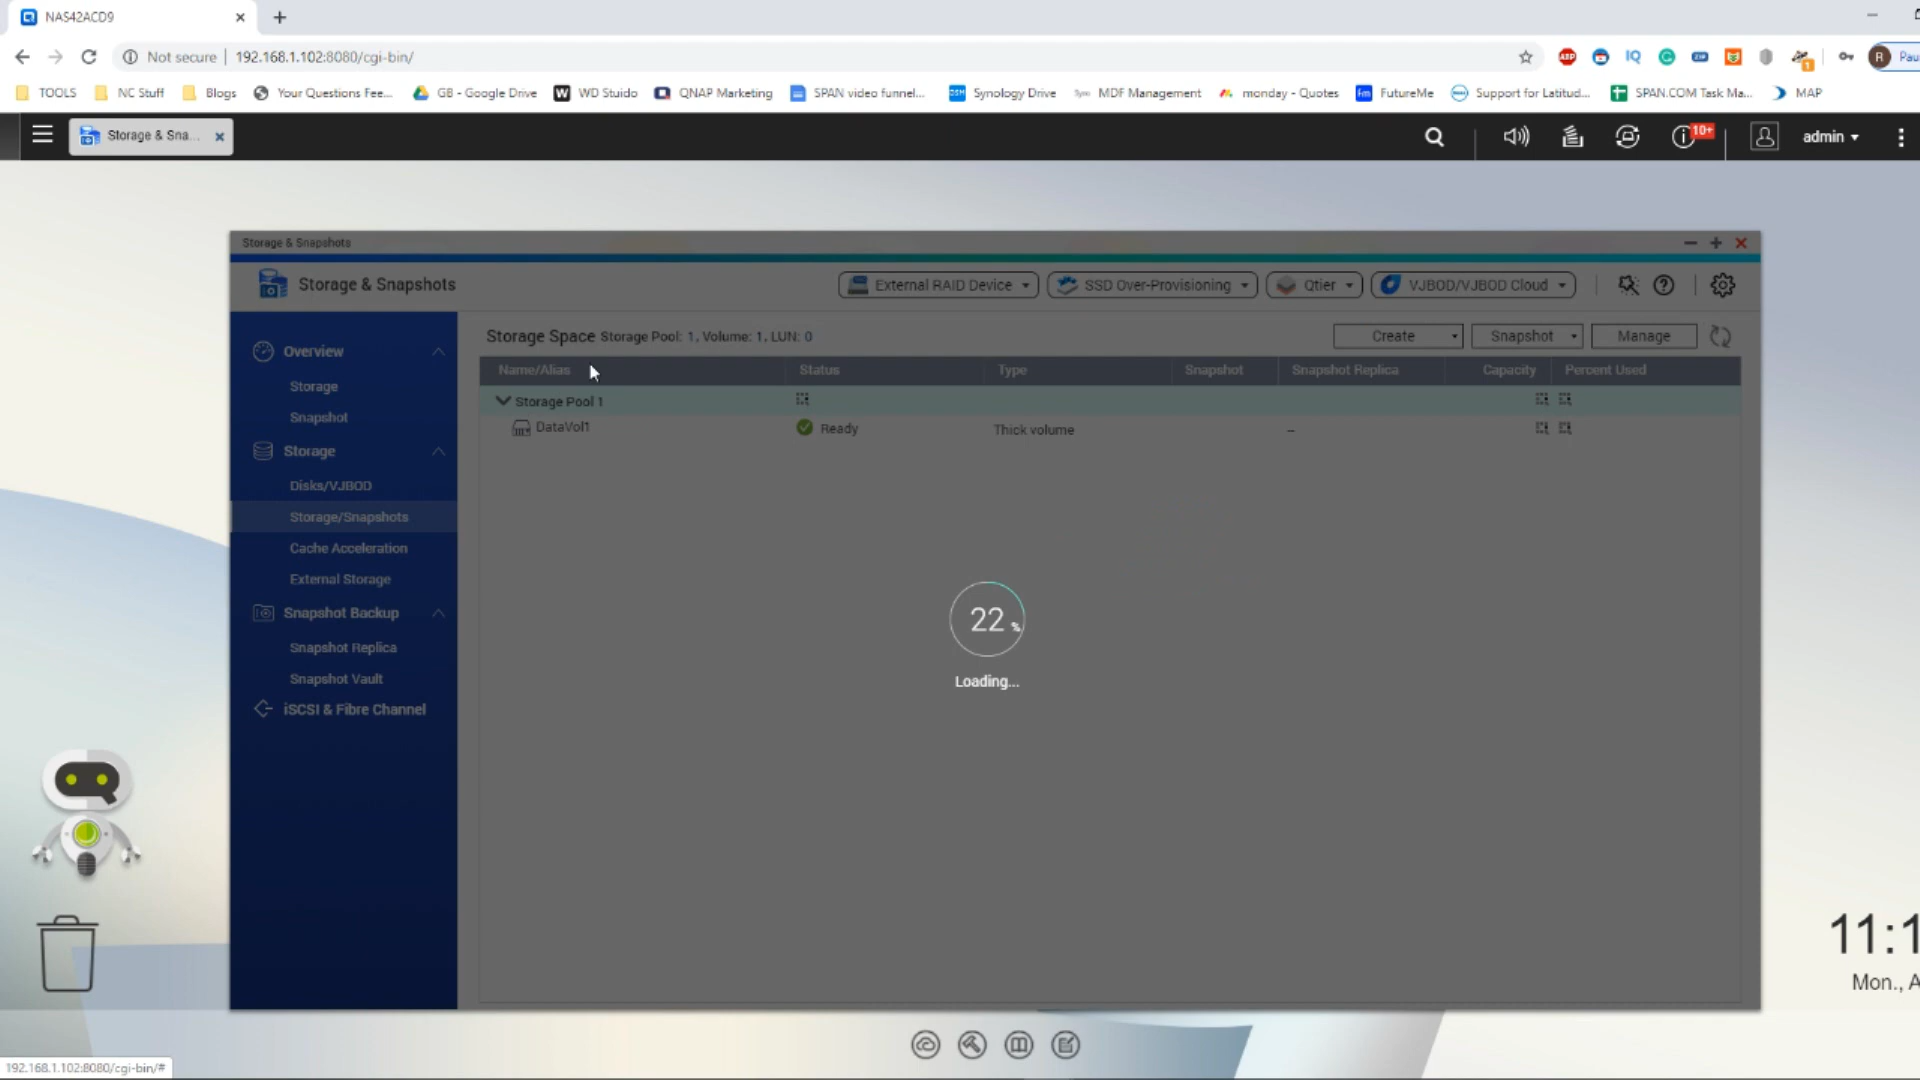 NAS42ACD9
Not secure 192.168.1.102:8080/cgi-bin/
TOOLS NC Stuff Blogs Your Questions Fee... GB - Google Drive WD Stuido QNAP Marketing SPAN video funnel... Synology Drive MDF Management monday - Quotes FutureMe Support for Latitud... SPAN.COM Task Ma... MAP
Storage & Sna... 10+ admin
Storage & Snapshots
Storage & Snapshots External RAID Device SSD Over-Provisioning Qtier VJBOD/VJBOD Cloud
Overview
Storage
Snapshot
Storage
Disks/VJBOD
Storage/Snapshots
Cache Acceleration
External Storage
Snapshot Backup
Snapshot Replica
Snapshot Vault
iSCSI & Fibre Channel
Storage Space Storage Pool: 1, Volume: 1, LUN: 0 Create Snapshot Manage
Name/Alias Status Type Snapshot Snapshot Replica Capacity Percent Used
Storage Pool 1
DataVol1 Ready Thick volume –
22 %
Loading...
11:1
Mon., A
192.168.1.102:8080/cgi-bin/#